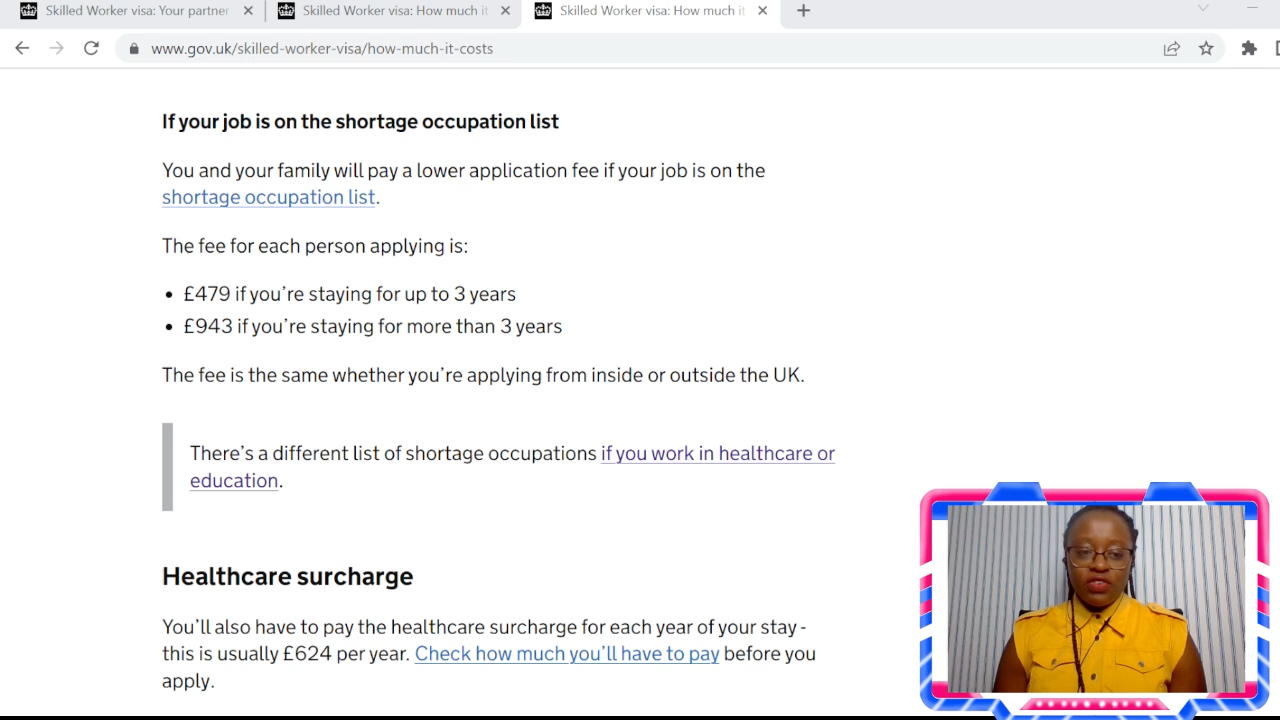 Skilled Worker visa: Your partner
Skilled Worker visa: How much it
Skilled Worker visa: How much it
www.gov.uk/skilled-worker-visa/how-much-it-costs
If your job is on the shortage occupation list
You and your family will pay a lower application fee if your job is on the
shortage occupation list.
The fee for each person applying is:
• £479 if you’re staying for up to 3 years
• £943 if you’re staying for more than 3 years
The fee is the same whether you’re applying from inside or outside the UK.
There’s a different list of shortage occupations if you work in healthcare or
education.
Healthcare surcharge
You’ll also have to pay the healthcare surcharge for each year of your stay -
this is usually £624 per year. Check how much you’ll have to pay before you
apply.